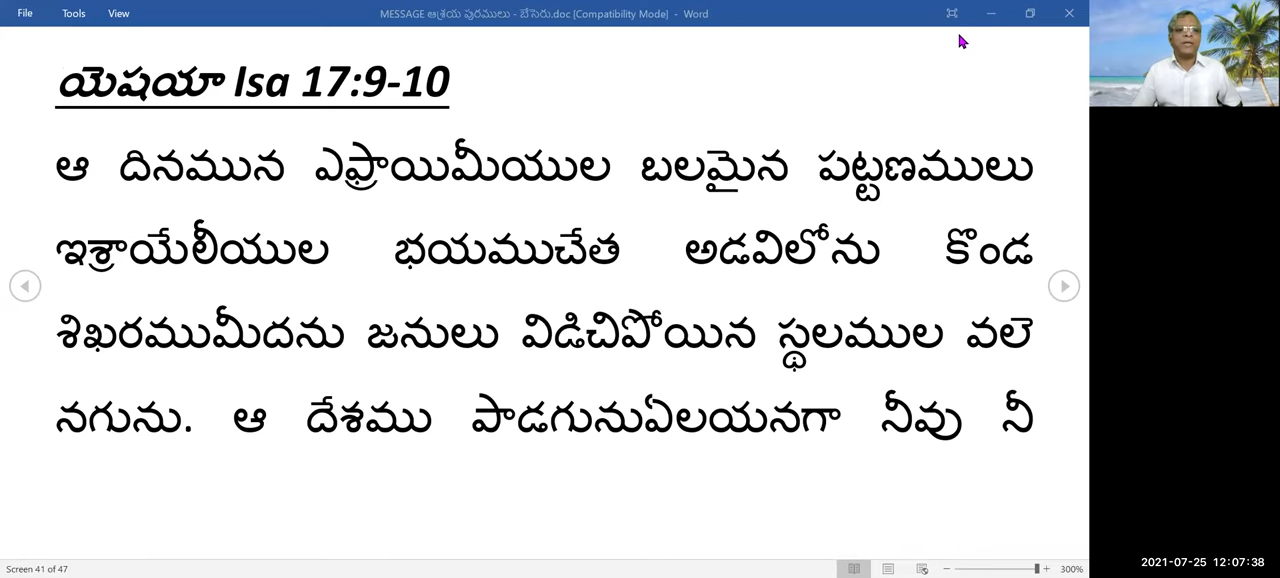 File Tools View MESSAGE ఆశ్రయ పురములు - బేసెరు.doc [Compatibility Mode] - Word
యెషయా Isa 17:9-10
ఆ దినమున ఎఫ్రాయిమీయుల బలమైన పట్టణములు
ఇశ్రాయేలీయుల భయముచేత అడవిలోను కొండ
శిఖరముమీదను జనులు విడిచిపోయిన స్థలముల వలె
నగును. ఆ దేశము పాడగునుఏలయనగా నీవు నీ
Screen 41 of 47 300%
2021-07-25 12:07:38